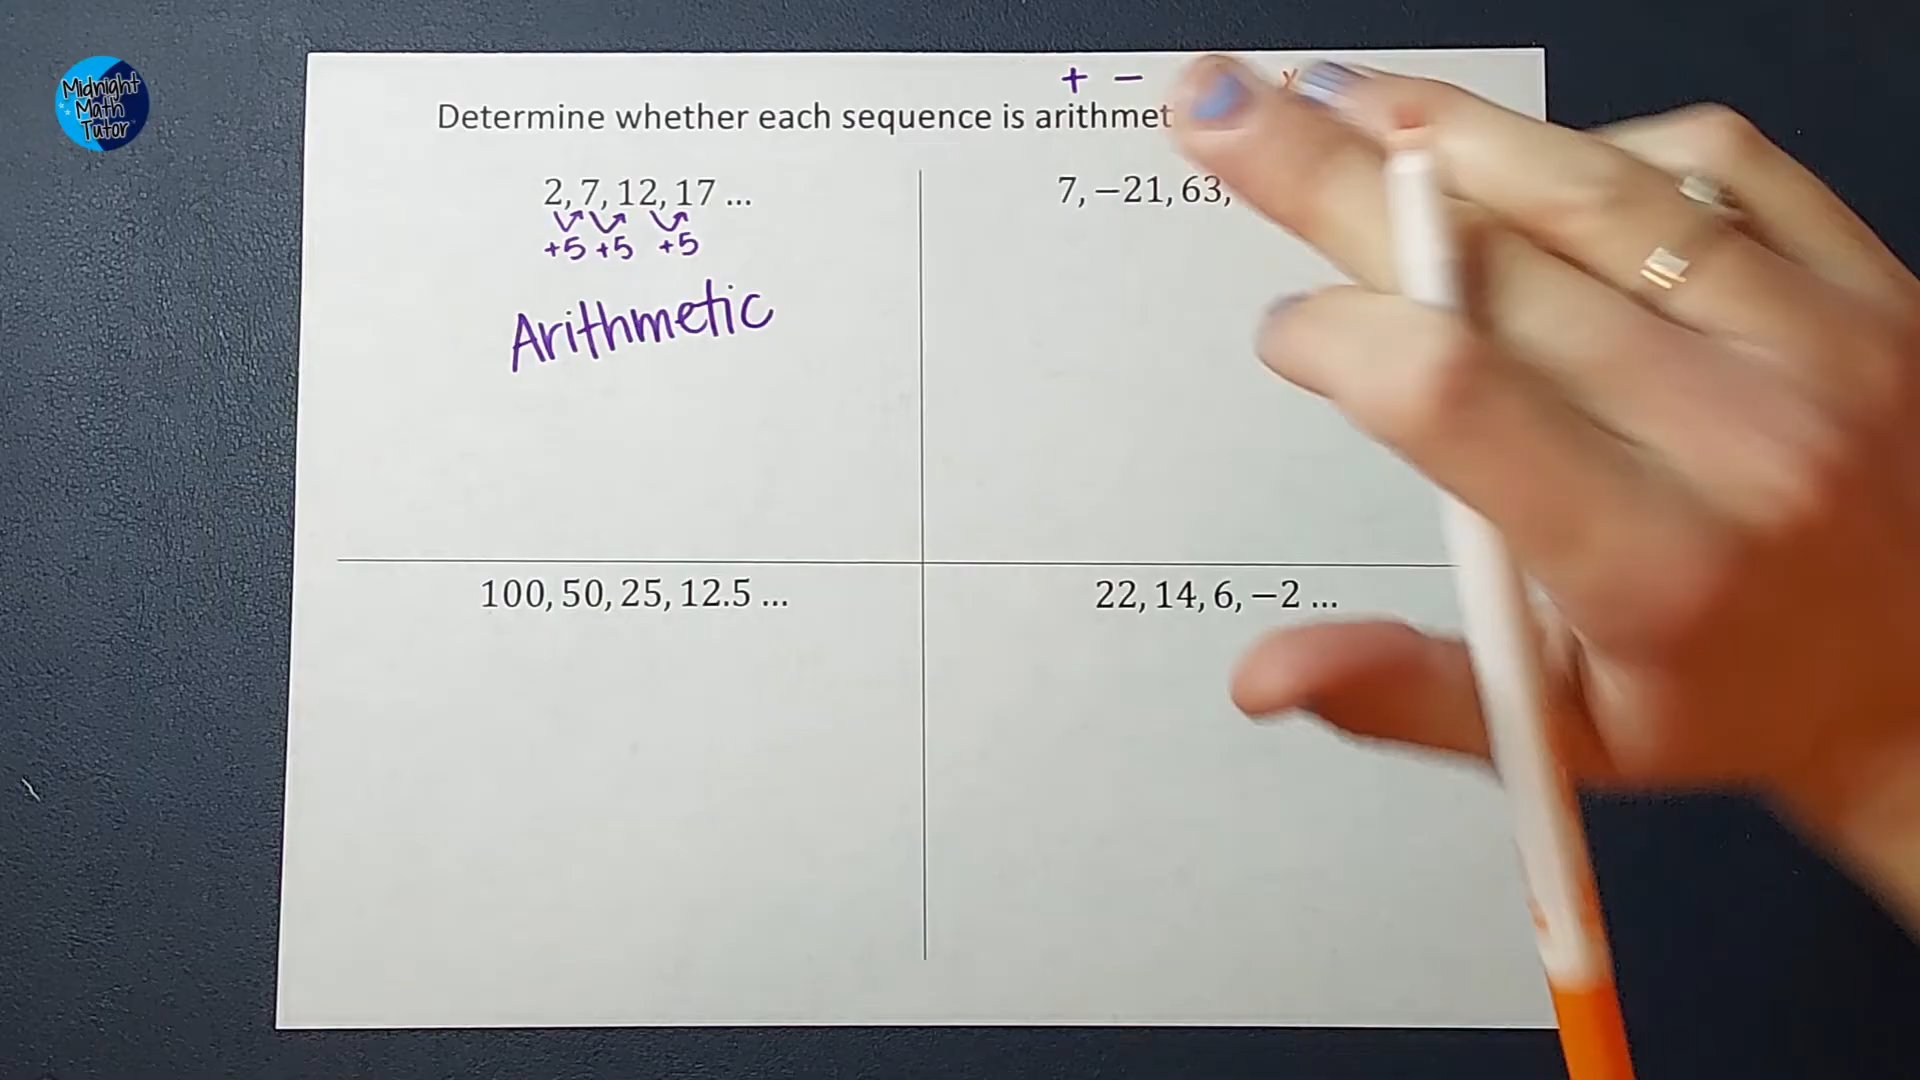 Midnight
Math
Tutor
+ −
Determine whether each sequence is
2, 7, 12, 17 ...
+5 +5 +5
Arithmetic
7, −21, 63,
100, 50, 25, 12.5 ...
22, 14, 6, −2 ...